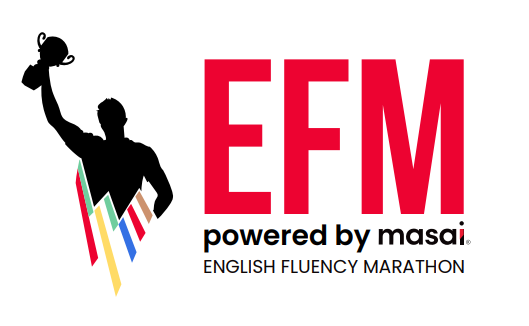 EFM
powered by masai®
ENGLISH FLUENCY MARATHON